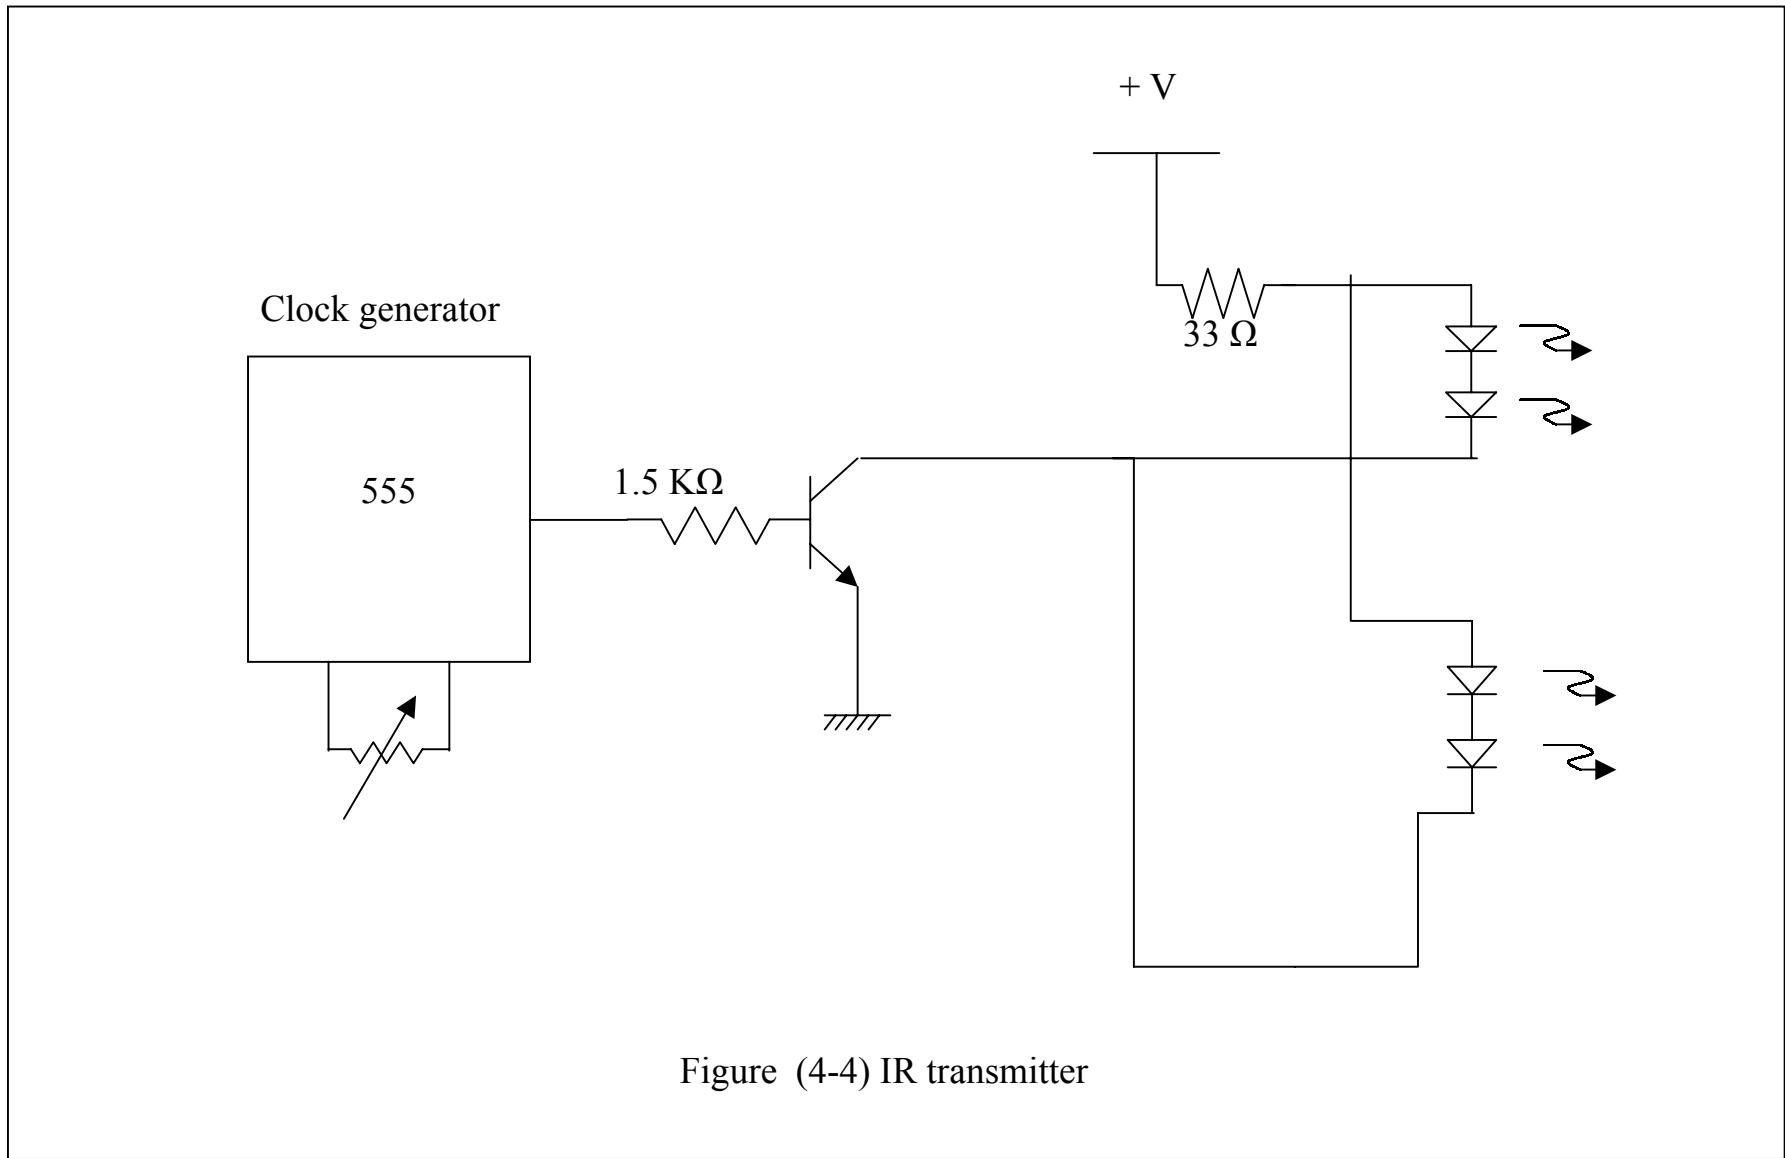 + V
33 Ω
Clock generator
555
1.5 KΩ
Figure (4-4) IR transmitter